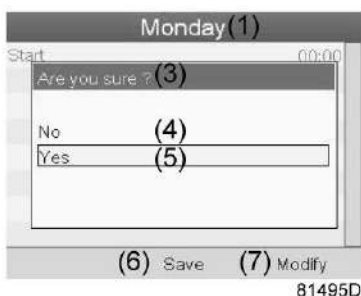 Monday(1)
Start 00:00
Are you sure ?(3)
No (4)
Yes (5)
(6) Save (7) Modify
81495D